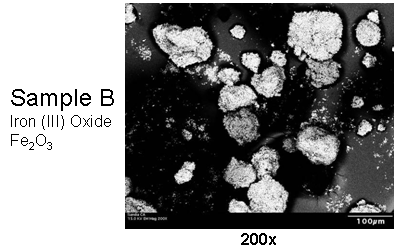 Sample B
Iron (III) Oxide
Fe₂O₃
100µm
200x